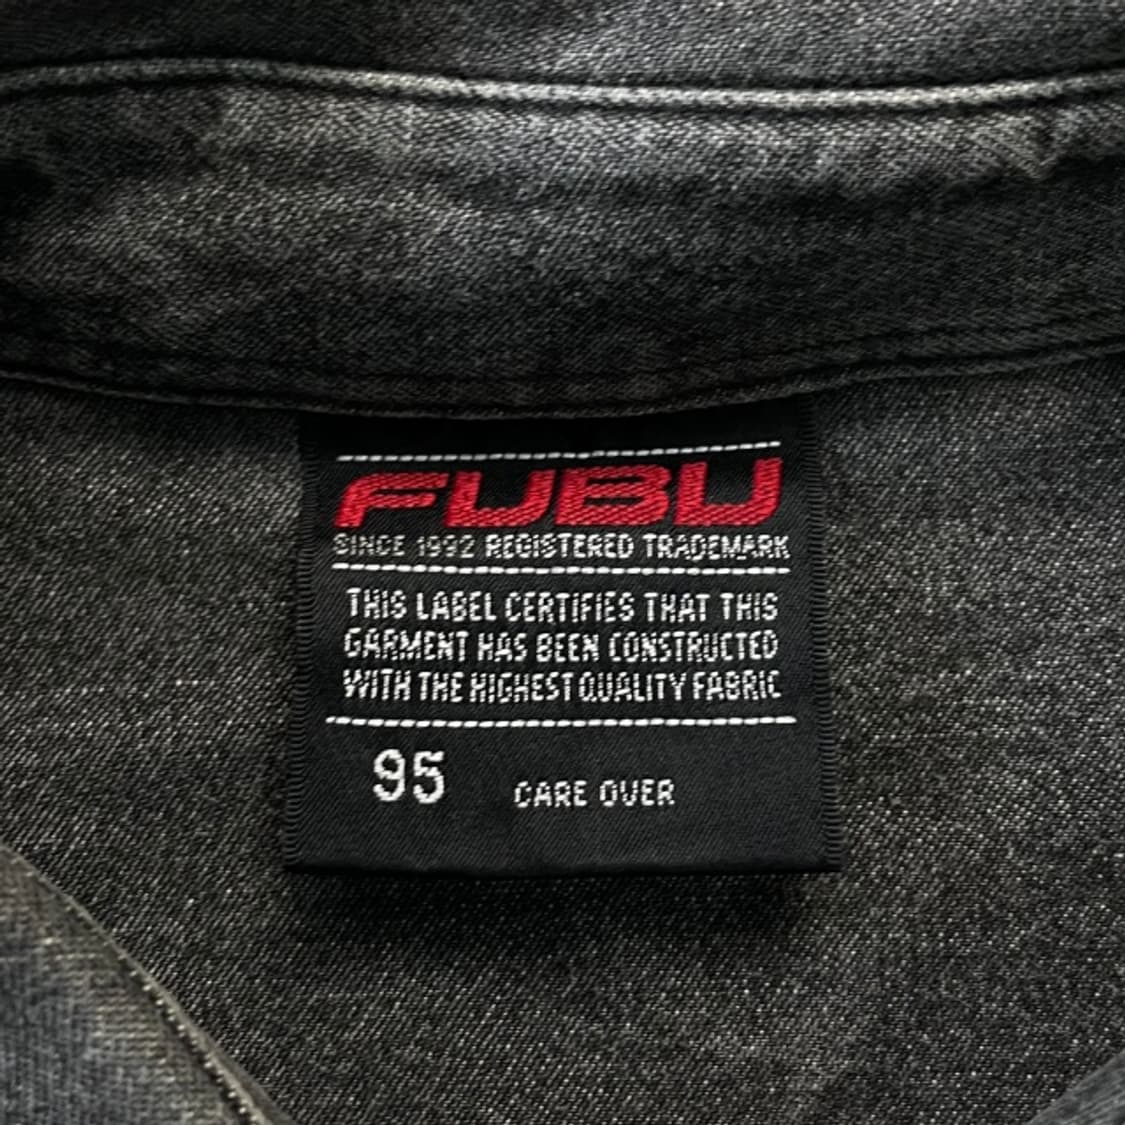 FUBU
SINCE 1992 REGISTERED TRADEMARK
THIS LABEL CERTIFIES THAT THIS
GARMENT HAS BEEN CONSTRUCTED
WITH THE HIGHEST QUALITY FABRIC
95 CARE OVER